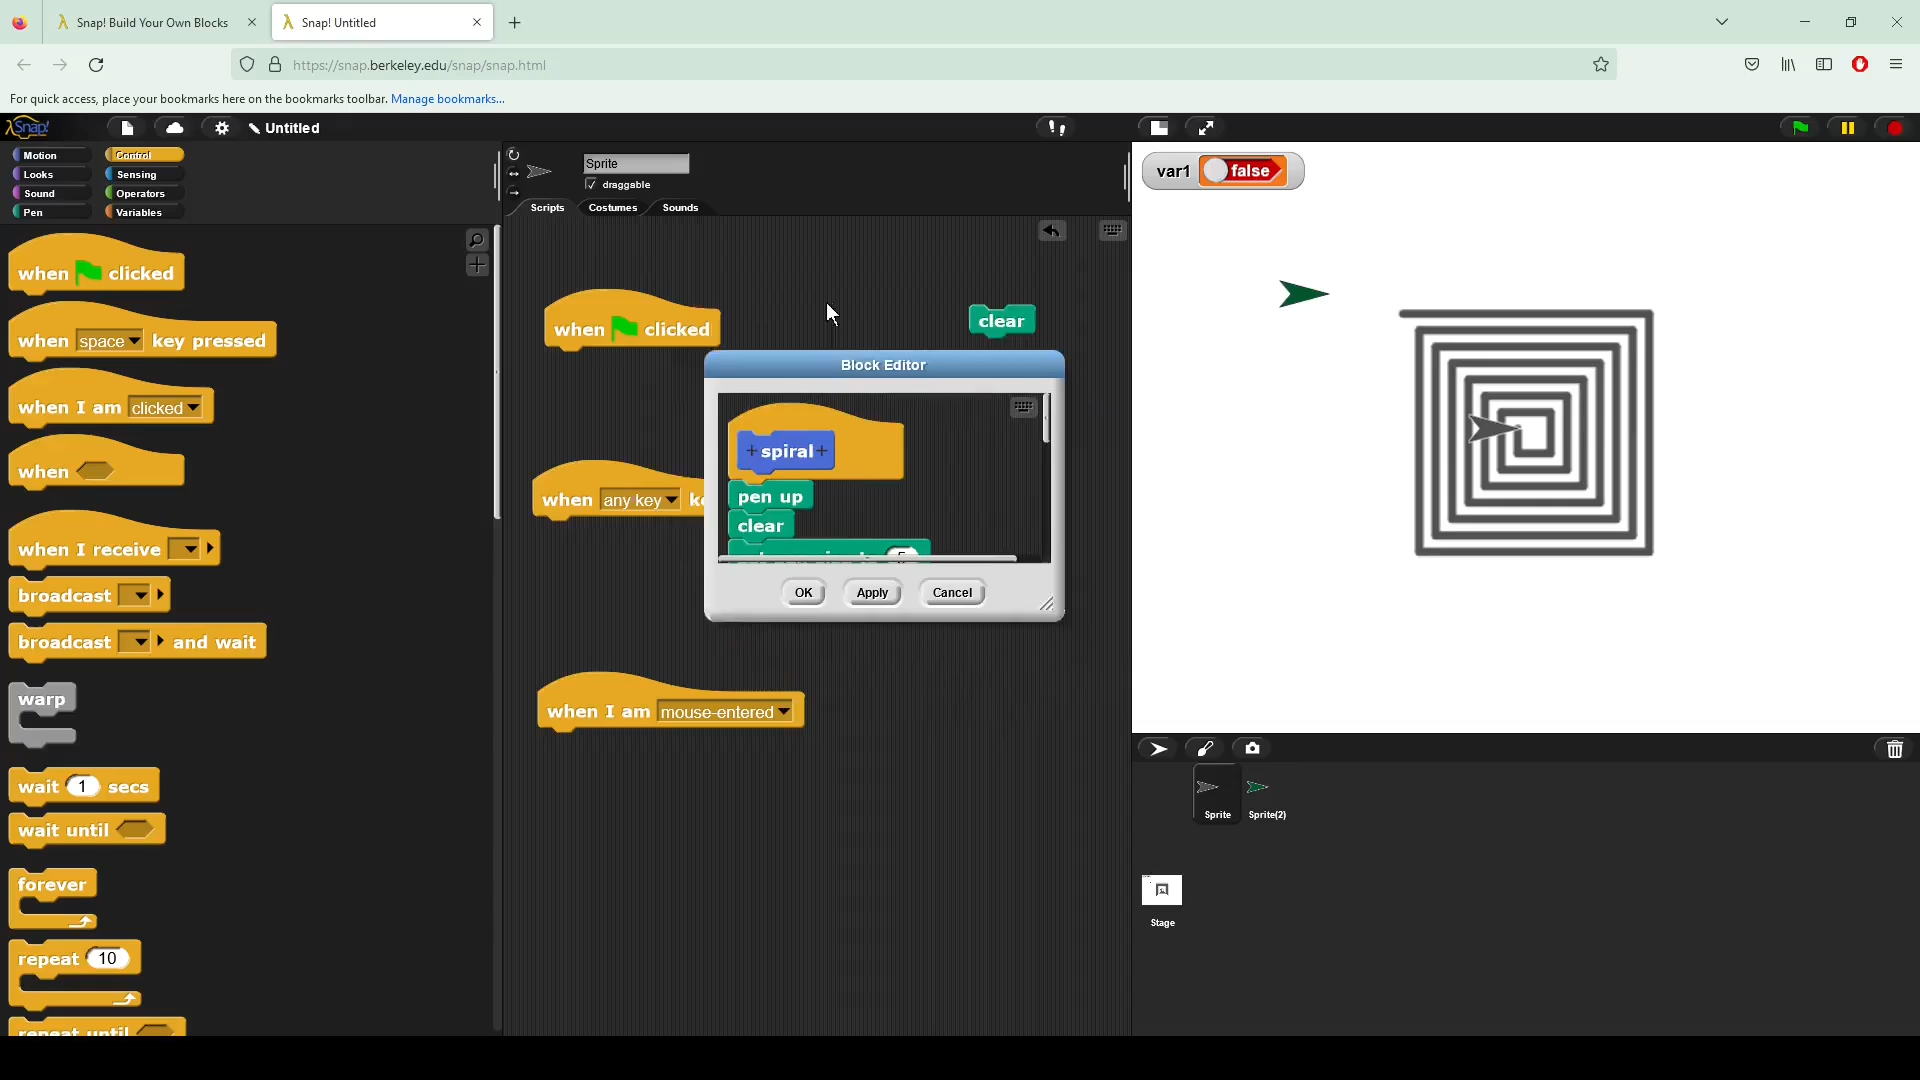 Snap! Build Your Own Blocks
Snap! Untitled
https://snap.berkeley.edu/snap/snap.html
For quick access, place your bookmarks here on the bookmarks toolbar. Manage bookmarks...
Snap!
Untitled
Motion
Control
Looks
Sensing
Sound
Operators
Pen
Variables
Sprite
draggable
Scripts
Costumes
Sounds
var1 false
when clicked
when space key pressed
when I am clicked
when
when I receive
broadcast
broadcast and wait
warp
wait 1 secs
wait until
forever
repeat 10
repeat until
when clicked
clear
when any key
when I am mouse-entered
Block Editor
+ spiral +
pen up
clear
5
OK
Apply
Cancel
Sprite
Sprite(2)
Stage